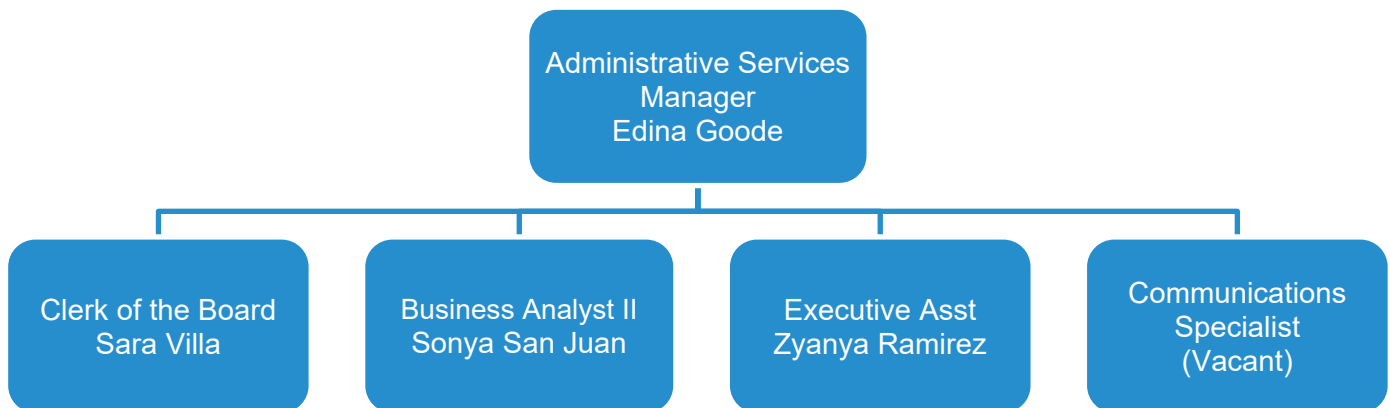 Administrative Services
Manager
Edina Goode
Clerk of the Board
Sara Villa
Business Analyst II
Sonya San Juan
Executive Asst
Zyanya Ramirez
Communications
Specialist
(Vacant)